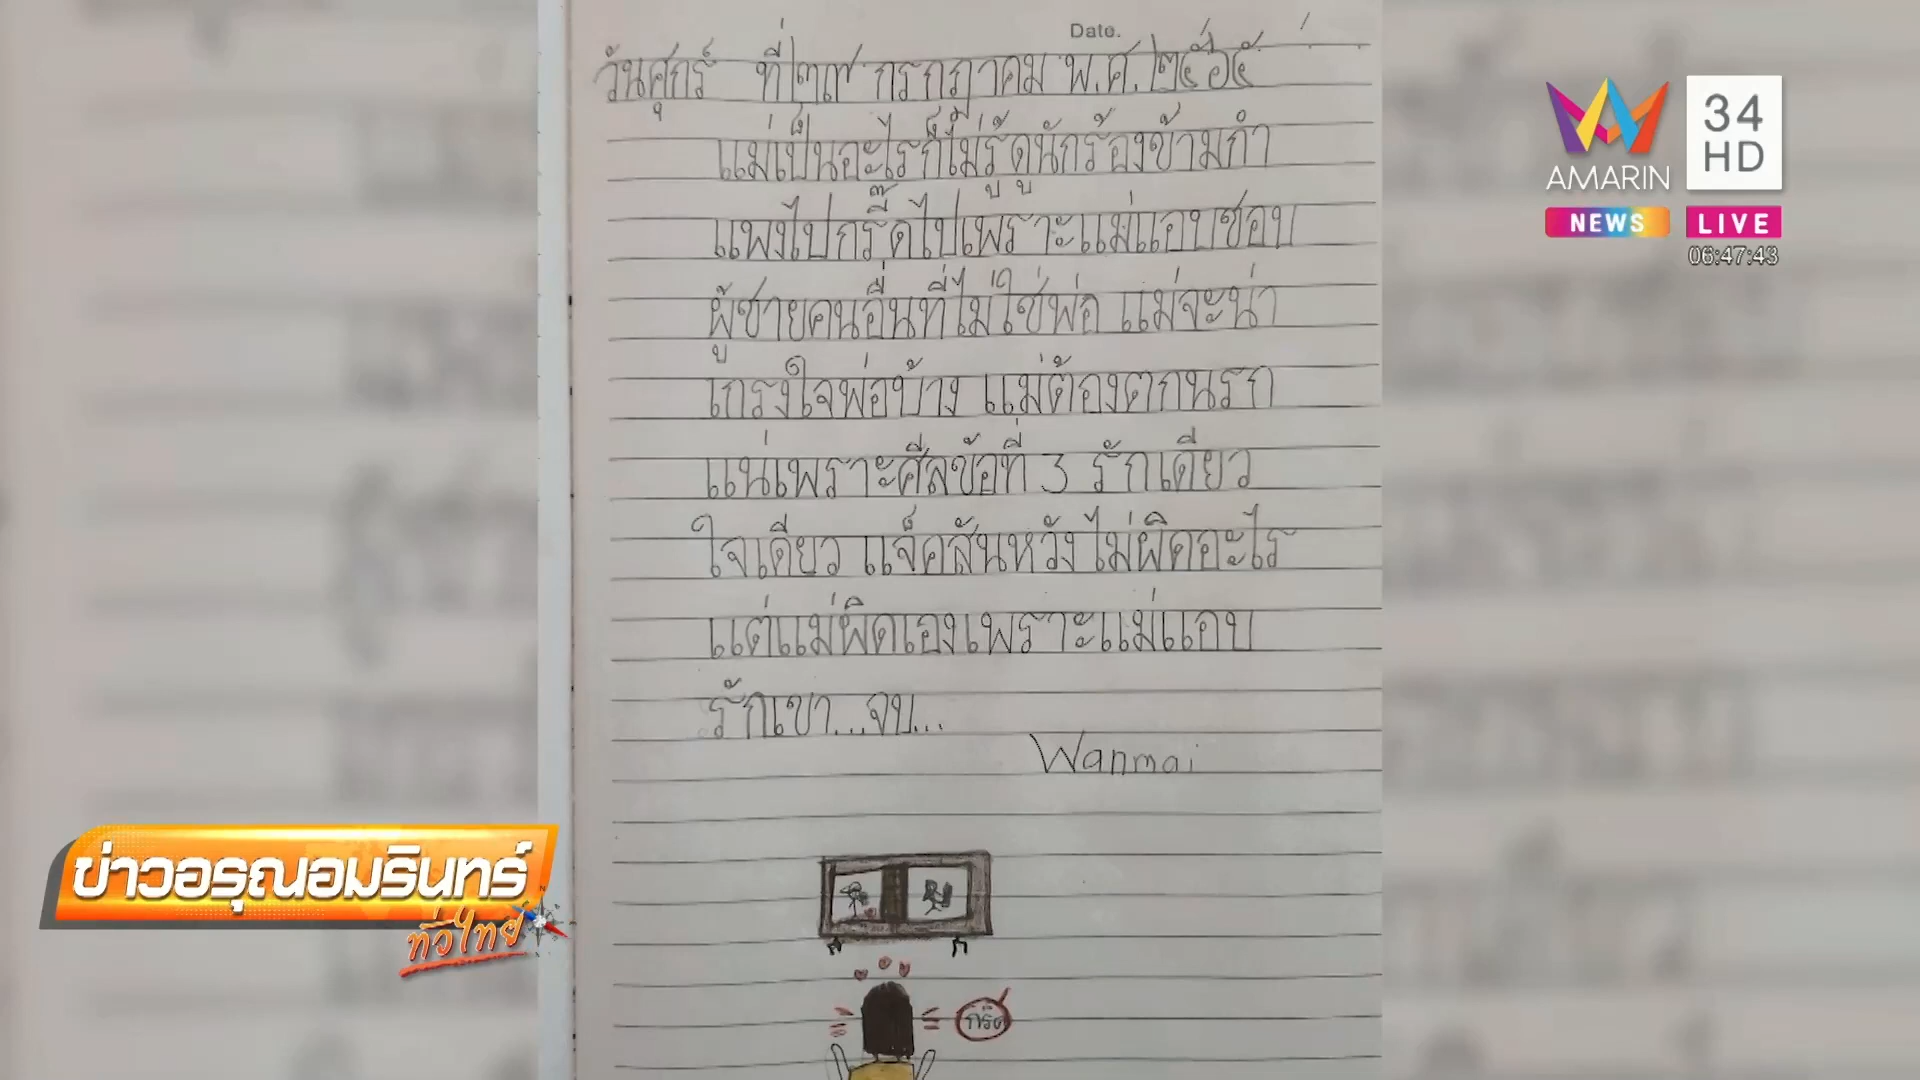 Date.
วันศุกร์ ที่ ๒๗ กรกฎาคม พ.ศ. ๒๕๖๕
แม่เป็นอะไรก็ไม่รู้ดูนักร้องข้ามกำ
แพงไปกรี๊ดไปเพราะแม่แอบชอบ
ผู้ชายคนอื่นที่ไม่ใช่พ่อ แม่จะน่า
เกรงใจพ่อบ้าง แม่ต้องตกนรก
แน่เพราะศีลข้อที่ 3 รักเดียว
ใจเดียว แจ็คสันหวังไม่ผิดอะไร
แต่แม่ผิดเองเพราะแม่แอบ
รักเขา...จบ...
Wanmai
กรี๊ด
AMARIN
NEWS
34
HD
LIVE
06:47:43
ข่าวอรุณอมรินทร์
ทั่วไทย